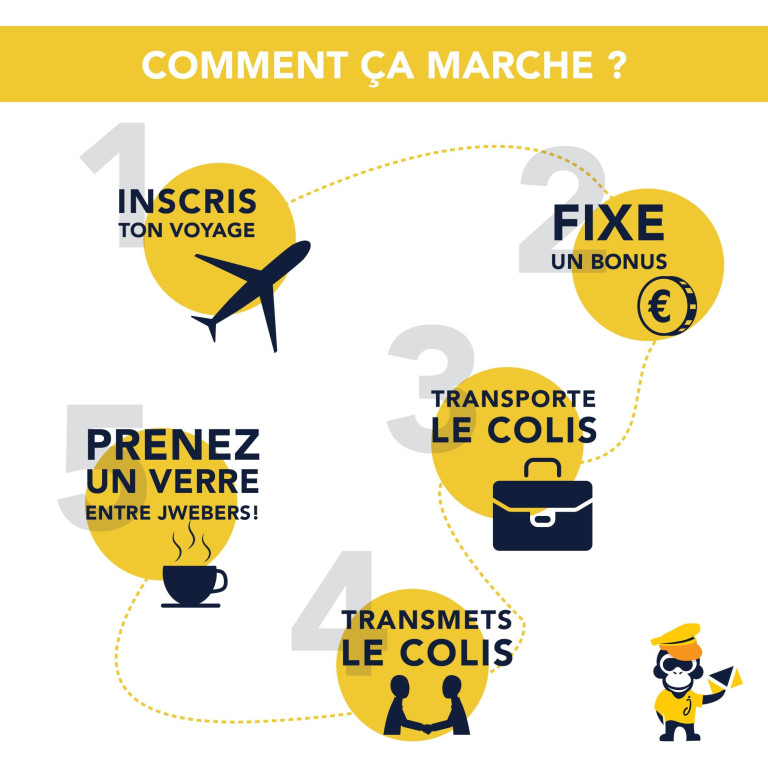 COMMENT ÇA MARCHE ?
1
INSCRIS
TON VOYAGE
2
FIXE
UN BONUS
€
3
TRANSPORTE
LE COLIS
4
TRANSMETS
LE COLIS
5
PRENEZ
UN VERRE
ENTRE JWEBERS!
j